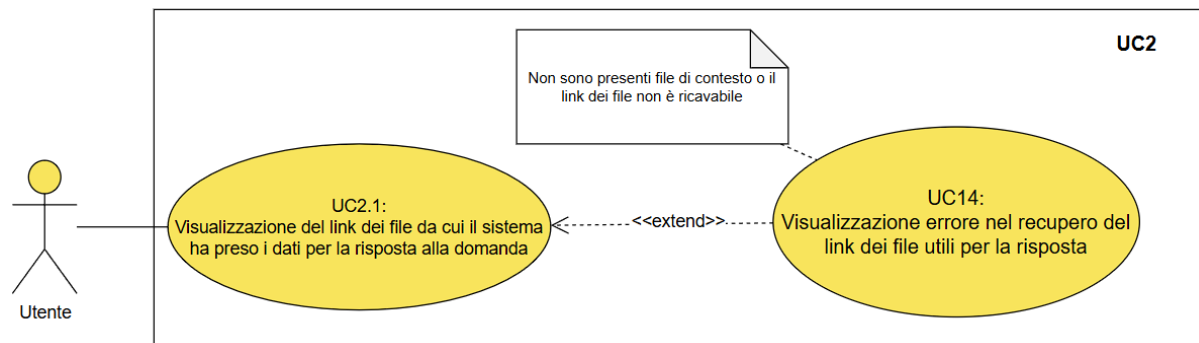 UC2
Non sono presenti file di contesto o il
link dei file non è ricavabile
UC2.1:
Visualizzazione del link dei file da cui il sistema
ha preso i dati per la risposta alla domanda
<<extend>>
UC14:
Visualizzazione errore nel recupero del
link dei file utili per la risposta
Utente